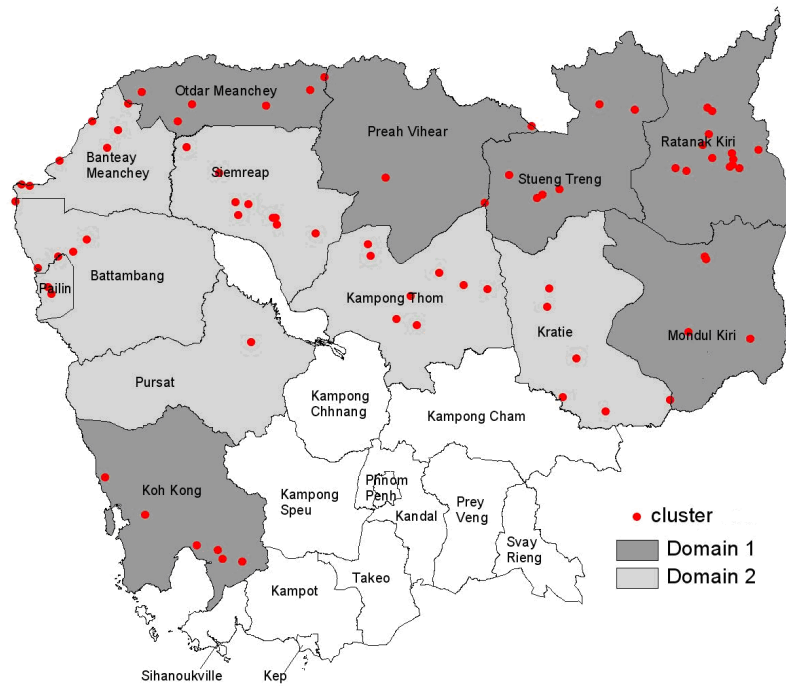 Otdar Meanchey
Preah Vihear
Ratanak Kiri
Banteay
Meanchey
Siemreap
Stueng Treng
Battambang
Pailin
Kampong Thom
Kratie
Mondul Kiri
Pursat
Kampong
Chhnang
Kampong Cham
Koh Kong
Kampong
Speu
Phnom
Penh
Kandal
Prey
Veng
Svay
Rieng
Takeo
Kampot
Sihanoukville
Kep
cluster
Domain 1
Domain 2